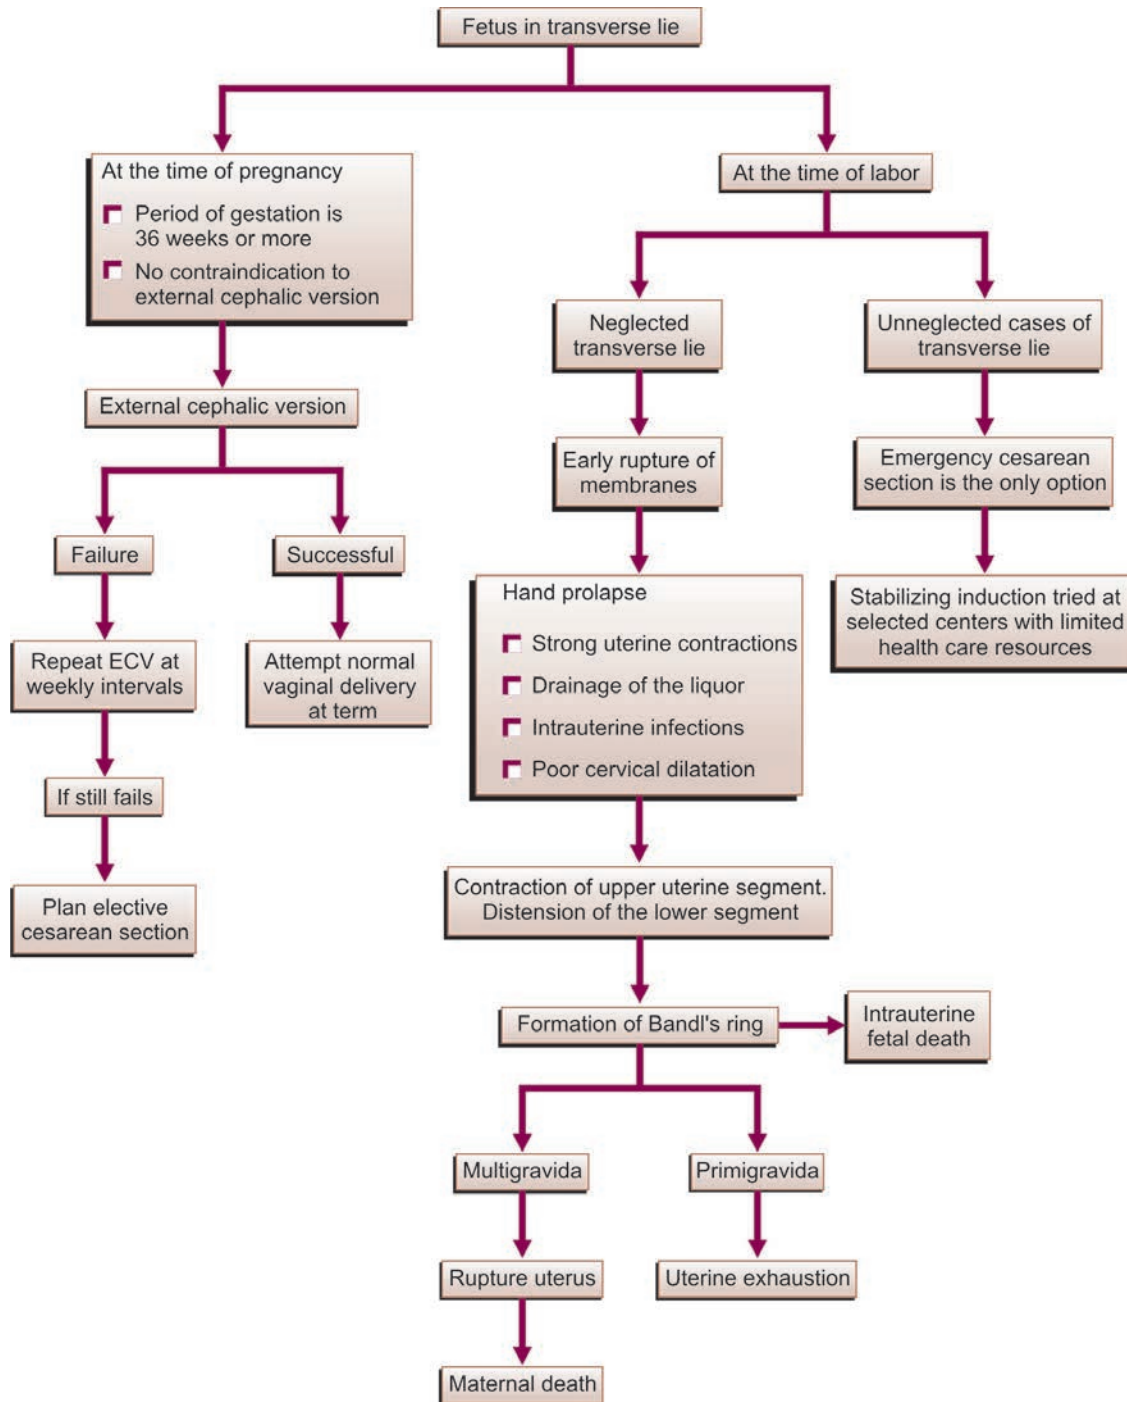 Fetus in transverse lie
At the time of pregnancy
Period of gestation is
36 weeks or more
No contraindication to
external cephalic version
External cephalic version
Failure
Repeat ECV at
weekly intervals
If still fails
Plan elective
cesarean section
Successful
Attempt normal
vaginal delivery
at term
At the time of labor
Neglected
transverse lie
Early rupture of
membranes
Hand prolapse
Strong uterine contractions
Drainage of the liquor
Intrauterine infections
Poor cervical dilatation
Contraction of upper uterine segment.
Distension of the lower segment
Formation of Bandl's ring
Intrauterine
fetal death
Multigravida
Rupture uterus
Maternal death
Primigravida
Uterine exhaustion
Unneglected cases of
transverse lie
Emergency cesarean
section is the only option
Stabilizing induction tried at
selected centers with limited
health care resources